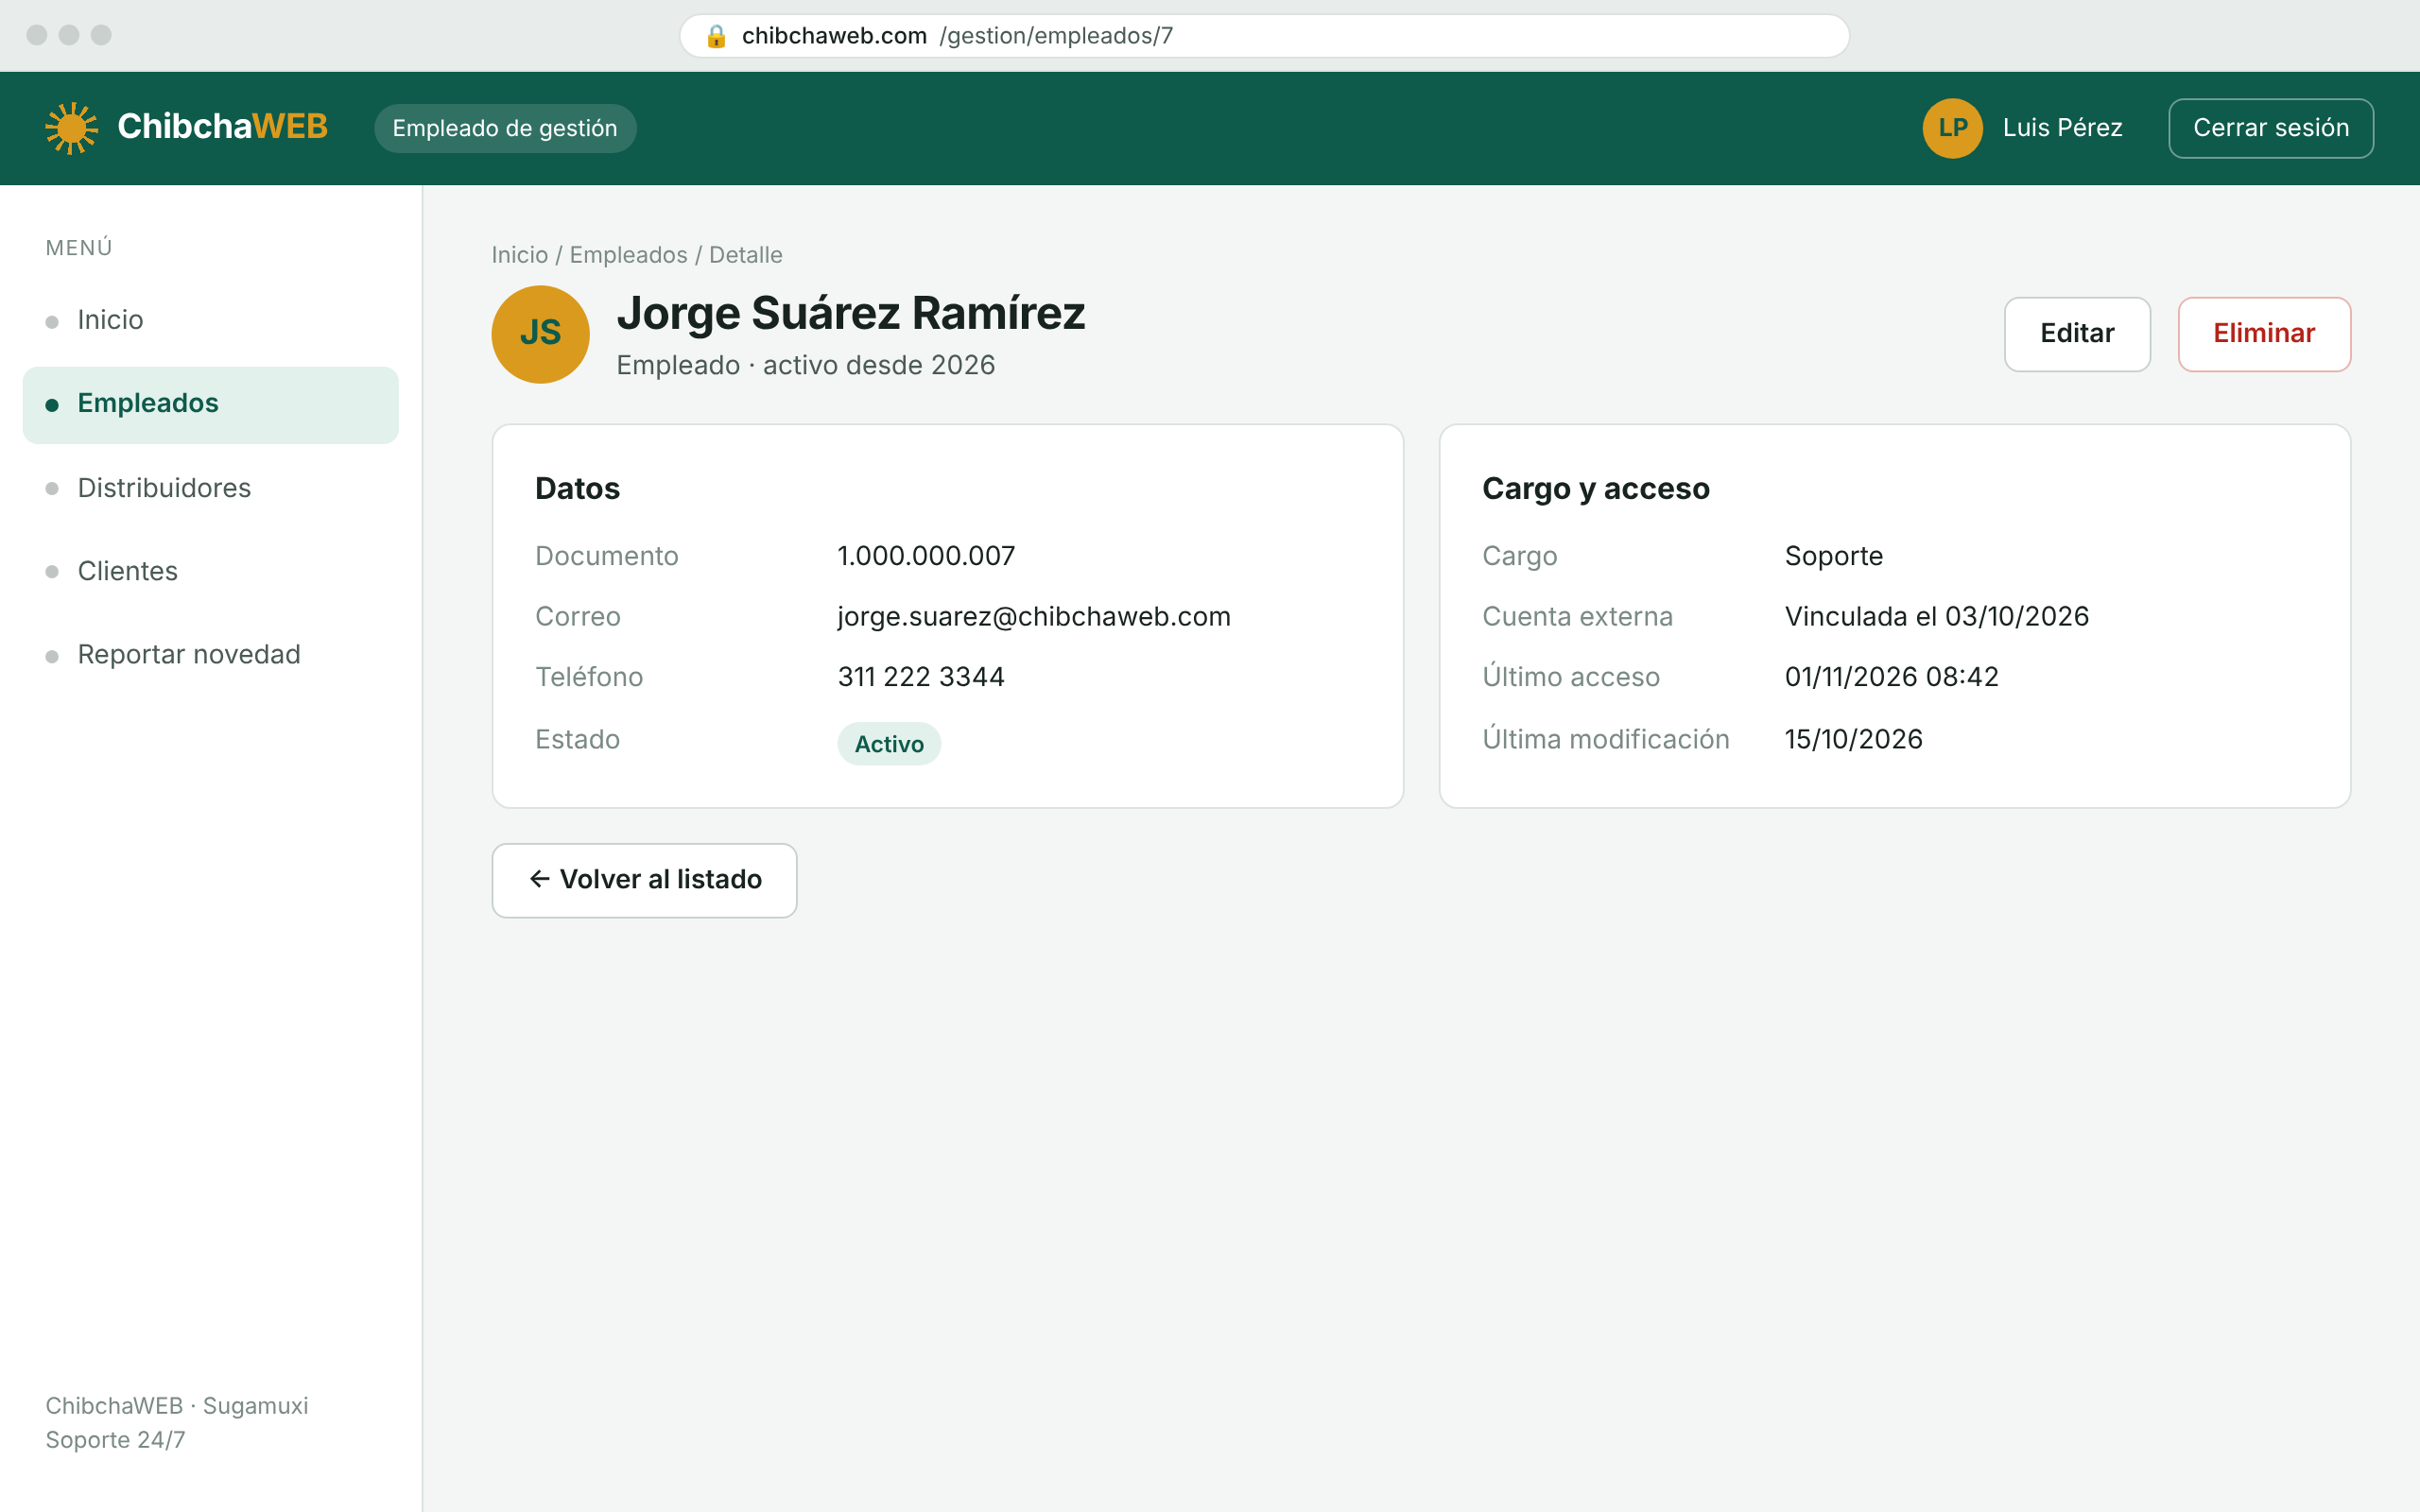 chibchaweb.com /gestion/empleados/7
ChibchaWEB
Empleado de gestión
LP
Luis Pérez
Cerrar sesión
MENÚ
Inicio
Empleados
Distribuidores
Clientes
Reportar novedad
ChibchaWEB · Sugamuxi
Soporte 24/7
Inicio / Empleados / Detalle
JS
Jorge Suárez Ramírez
Empleado · activo desde 2026
Editar
Eliminar
Datos
Documento 1.000.000.007
Correo jorge.suarez@chibchaweb.com
Teléfono 311 222 3344
Estado Activo
Cargo y acceso
Cargo Soporte
Cuenta externa Vinculada el 03/10/2026
Último acceso 01/11/2026 08:42
Última modificación 15/10/2026
← Volver al listado